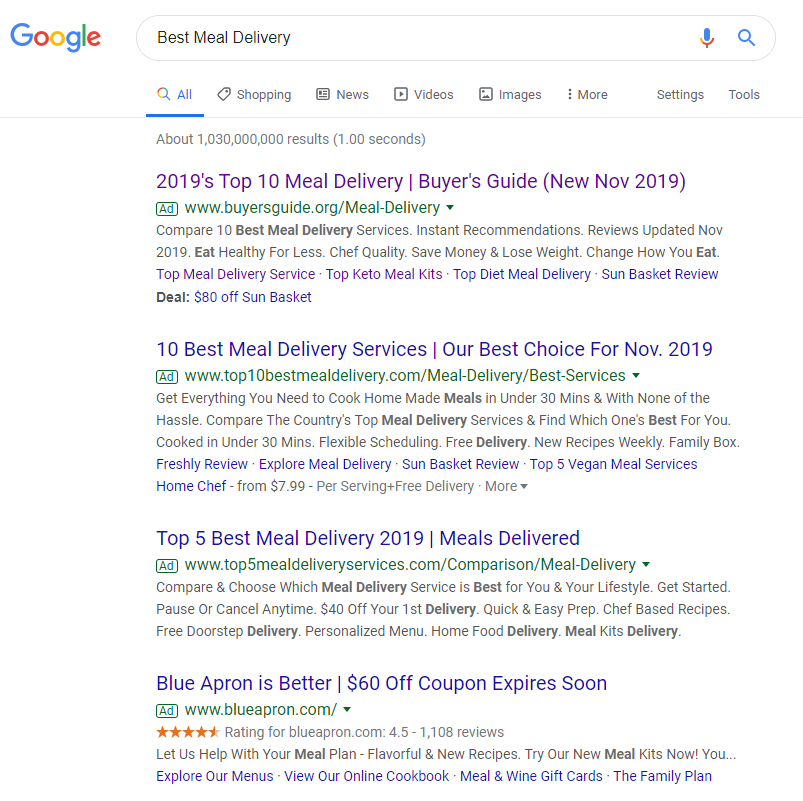 Google
Best Meal Delivery
All Shopping News Videos Images More Settings Tools
About 1,030,000,000 results (1.00 seconds)
2019's Top 10 Meal Delivery | Buyer's Guide (New Nov 2019)
Ad www.buyersguide.org/Meal-Delivery
Compare 10 Best Meal Delivery Services. Instant Recommendations. Reviews Updated Nov
2019. Eat Healthy For Less. Chef Quality. Save Money & Lose Weight. Change How You Eat.
Top Meal Delivery Service · Top Keto Meal Kits · Top Diet Meal Delivery · Sun Basket Review
Deal: $80 off Sun Basket
10 Best Meal Delivery Services | Our Best Choice For Nov. 2019
Ad www.top10bestmealdelivery.com/Meal-Delivery/Best-Services
Get Everything You Need to Cook Home Made Meals in Under 30 Mins & With None of the
Hassle. Compare The Country's Top Meal Delivery Services & Find Which One's Best For You.
Cooked in Under 30 Mins. Flexible Scheduling. Free Delivery. New Recipes Weekly. Family Box.
Freshly Review · Explore Meal Delivery · Sun Basket Review · Top 5 Vegan Meal Services
Home Chef - from $7.99 - Per Serving+Free Delivery · More
Top 5 Best Meal Delivery 2019 | Meals Delivered
Ad www.top5mealdeliveryservices.com/Comparison/Meal-Delivery
Compare & Choose Which Meal Delivery Service is Best for You & Your Lifestyle. Get Started.
Pause Or Cancel Anytime. $40 Off Your 1st Delivery. Quick & Easy Prep. Chef Based Recipes.
Free Doorstep Delivery. Personalized Menu. Home Food Delivery. Meal Kits Delivery.
Blue Apron is Better | $60 Off Coupon Expires Soon
Ad www.blueapron.com/
Rating for blueapron.com: 4.5 - 1,108 reviews
Let Us Help With Your Meal Plan - Flavorful & New Recipes. Try Our New Meal Kits Now! You...
Explore Our Menus · View Our Online Cookbook · Meal & Wine Gift Cards · The Family Plan